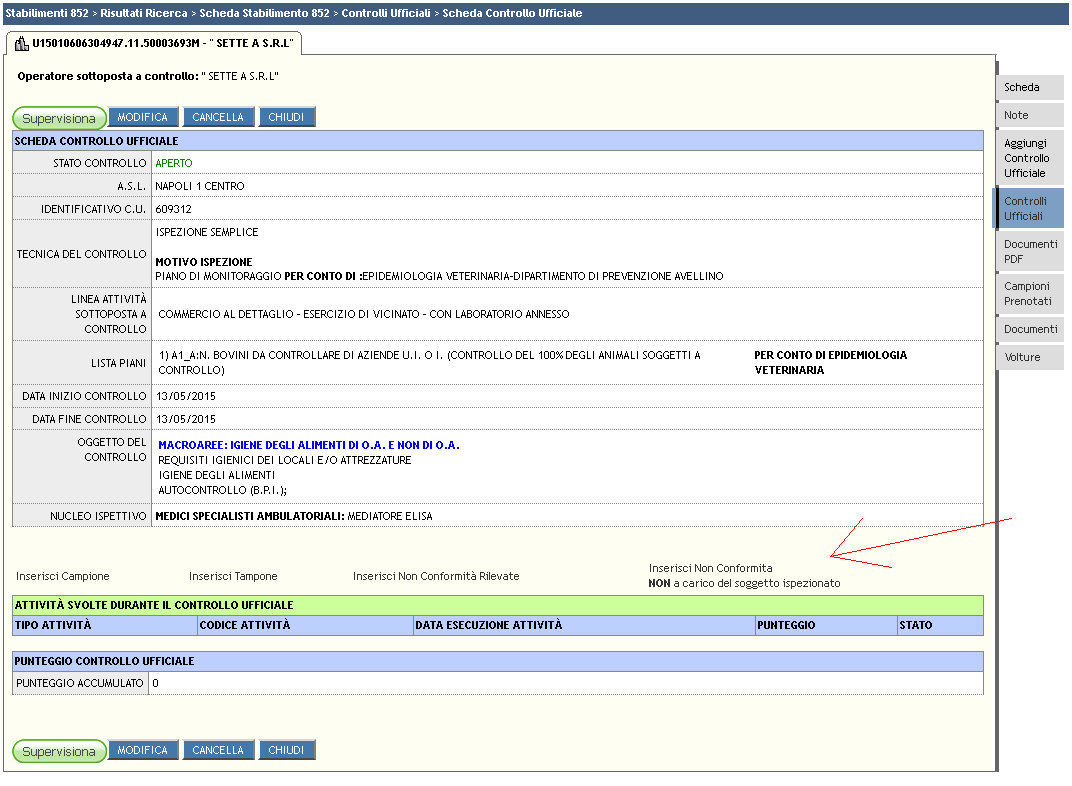 Stabilimenti 852 > Risultati Ricerca > Scheda Stabilimento 852 > Controlli Ufficiali > Scheda Controllo Ufficiale
U15010606304947.11.50003693M - " SETTE A S.R.L"
Operatore sottoposta a controllo: " SETTE A S.R.L"
Supervisiona MODIFICA CANCELLA CHIUDI
SCHEDA CONTROLLO UFFICIALE
STATO CONTROLLO APERTO
A.S.L. NAPOLI 1 CENTRO
IDENTIFICATIVO C.U. 609312
TECNICA DEL CONTROLLO
ISPEZIONE SEMPLICE
MOTIVO ISPEZIONE
PIANO DI MONITORAGGIO PER CONTO DI :EPIDEMIOLOGIA VETERINARIA-DIPARTIMENTO DI PREVENZIONE AVELLINO
LINEA ATTIVITÀ
SOTTOPOSTA A
CONTROLLO
COMMERCIO AL DETTAGLIO - ESERCIZIO DI VICINATO - CON LABORATORIO ANNESSO
LISTA PIANI
1) A1_A:N. BOVINI DA CONTROLLARE DI AZIENDE U.I. O I. (CONTROLLO DEL 100% DEGLI ANIMALI SOGGETTI A
CONTROLLO)
PER CONTO DI EPIDEMIOLOGIA
VETERINARIA
DATA INIZIO CONTROLLO 13/05/2015
DATA FINE CONTROLLO 13/05/2015
OGGETTO DEL
CONTROLLO
MACROAREE: IGIENE DEGLI ALIMENTI DI O.A. E NON DI O.A.
REQUISITI IGIENICI DEI LOCALI E/O ATTREZZATURE
IGIENE DEGLI ALIMENTI
AUTOCONTROLLO (B.P.I.);
NUCLEO ISPETTIVO MEDICI SPECIALISTI AMBULATORIALI: MEDIATORE ELISA
Inserisci Campione Inserisci Tampone Inserisci Non Conformità Rilevate
Inserisci Non Conformita
NON a carico del soggetto ispezionato
ATTIVITÀ SVOLTE DURANTE IL CONTROLLO UFFICIALE
TIPO ATTIVITÀ CODICE ATTIVITÀ DATA ESECUZIONE ATTIVITÀ PUNTEGGIO STATO
PUNTEGGIO CONTROLLO UFFICIALE
PUNTEGGIO ACCUMULATO 0
Supervisiona MODIFICA CANCELLA CHIUDI
Scheda
Note
Aggiungi
Controllo
Ufficiale
Controlli
Ufficiali
Documenti
PDF
Campioni
Prenotati
Documenti
Volture